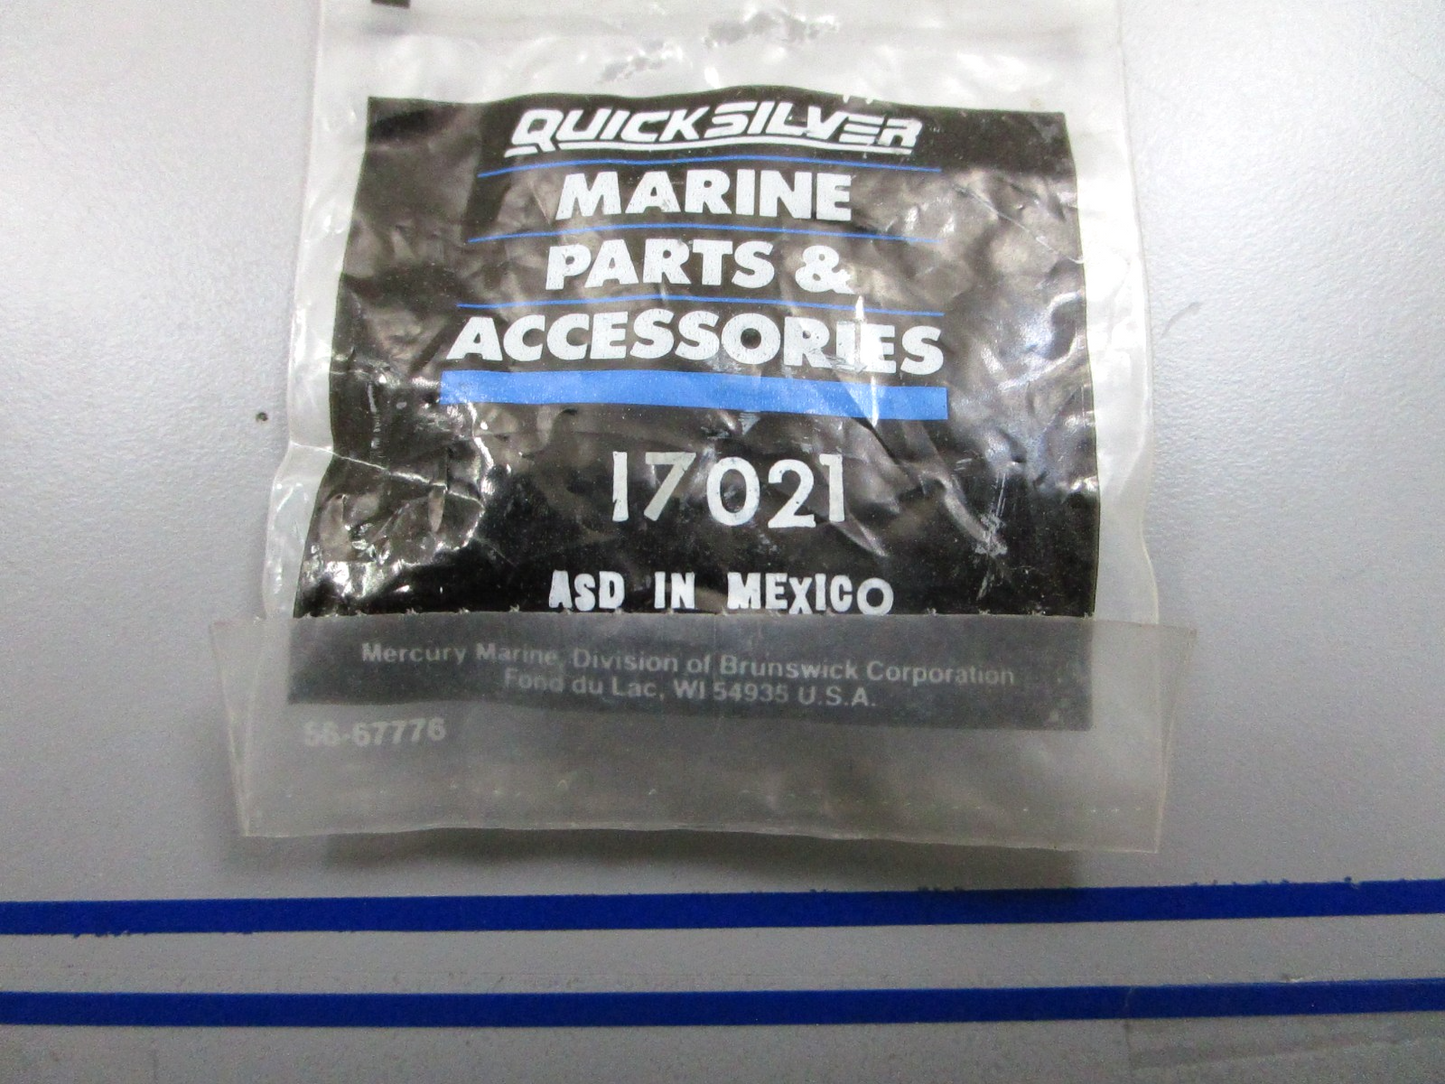 QUICKSILVER
MARINE
PARTS &
ACCESSORIES
17021
ASD IN MEXICO
Mercury Marine, Division of Brunswick Corporation
Fond du Lac, WI 54935 U.S.A.
56-67776